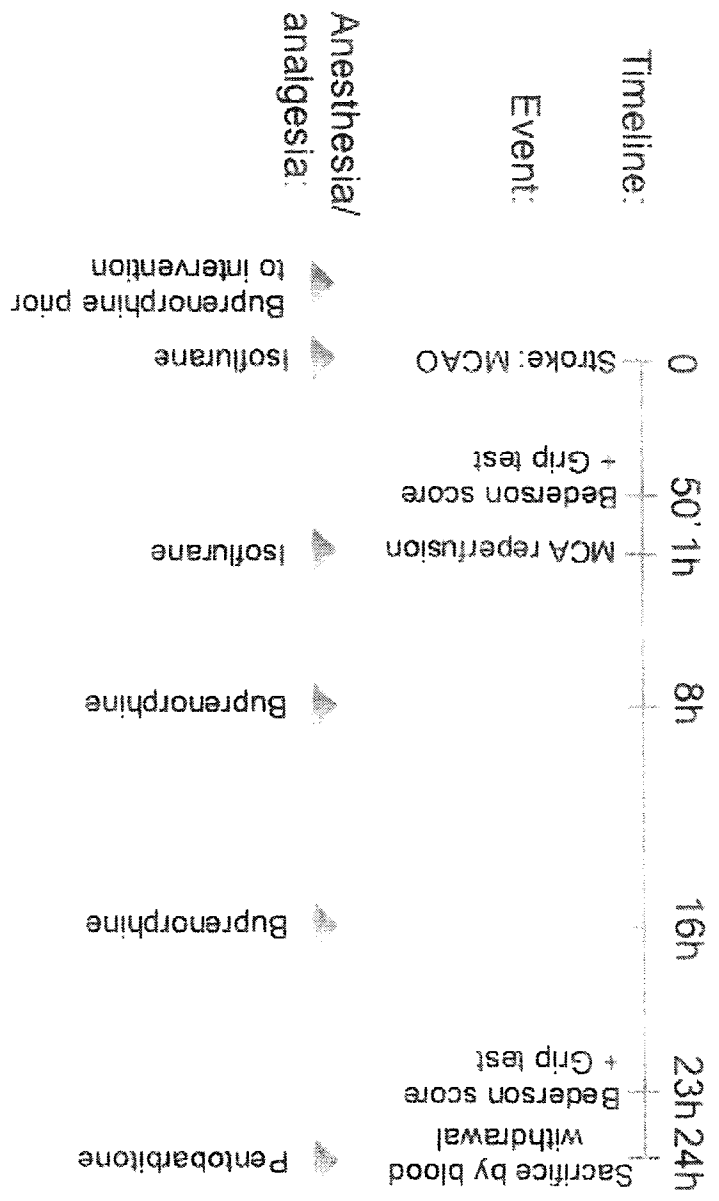 Timeline:
0
50'
1h
8h
16h
23h
24h
Event:
Stroke: MCAO
Bederson score
+ Grip test
MCA reperfusion
Bederson score
+ Grip test
Sacrifice by blood
withdrawal
Anesthesia/
analgesia:
Buprenorphine prior
to intervention
Isoflurane
Isoflurane
Buprenorphine
Buprenorphine
Pentobarbitone